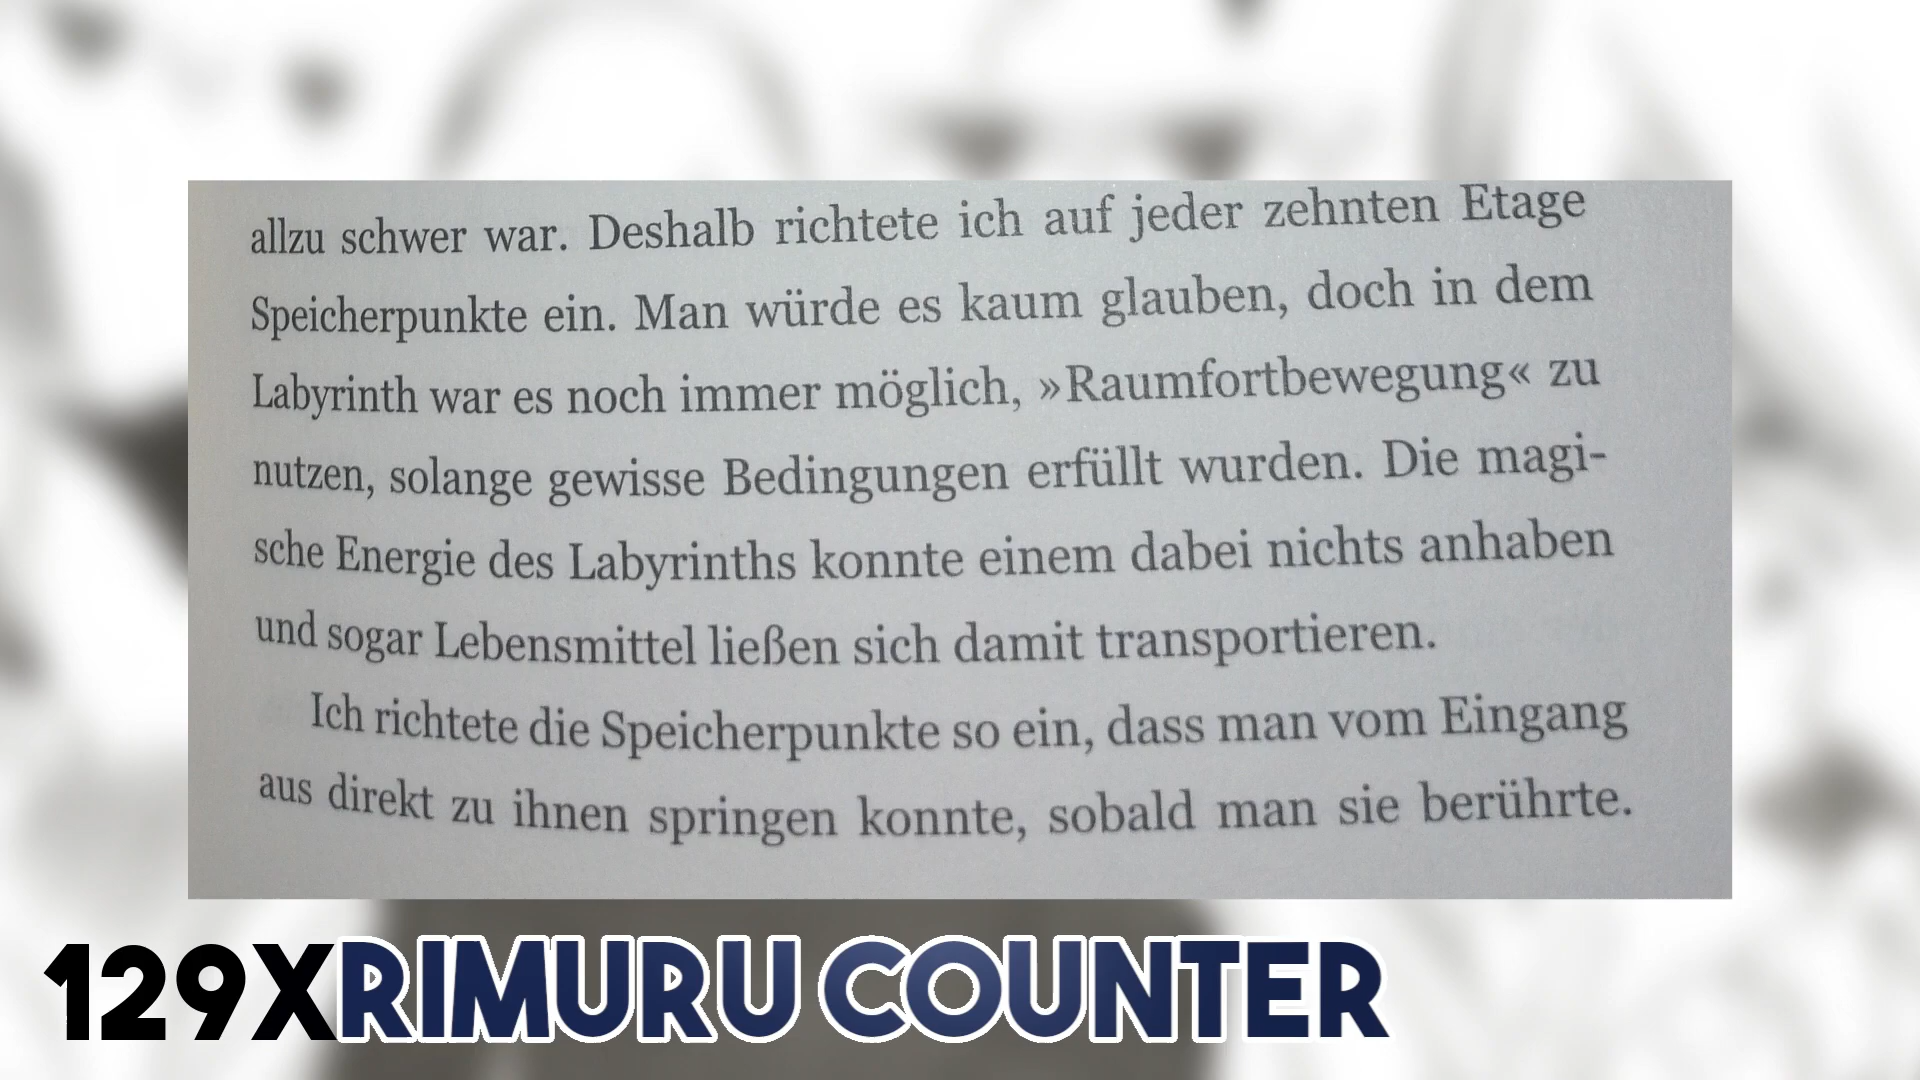 allzu schwer war. Deshalb richtete ich auf jeder zehnten Etage
Speicherpunkte ein. Man würde es kaum glauben, doch in dem
Labyrinth war es noch immer möglich, »Raumfortbewegung« zu
nutzen, solange gewisse Bedingungen erfüllt wurden. Die magi-
sche Energie des Labyrinths konnte einem dabei nichts anhaben
und sogar Lebensmittel ließen sich damit transportieren.
Ich richtete die Speicherpunkte so ein, dass man vom Eingang
aus direkt zu ihnen springen konnte, sobald man sie berührte.
129X RIMURU COUNTER